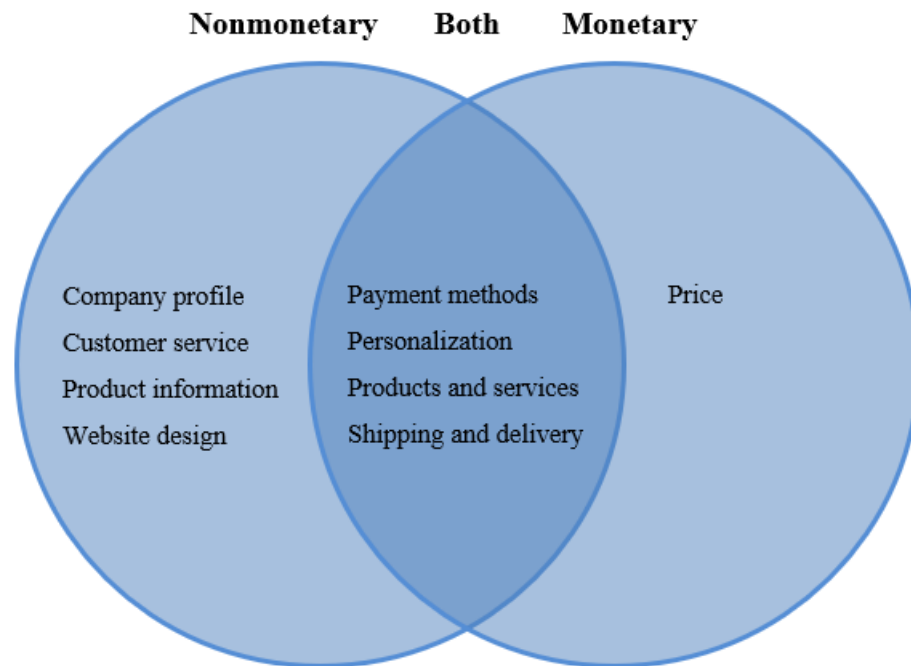 Nonmonetary Both Monetary
Company profile
Customer service
Product information
Website design
Payment methods
Personalization
Products and services
Shipping and delivery
Price